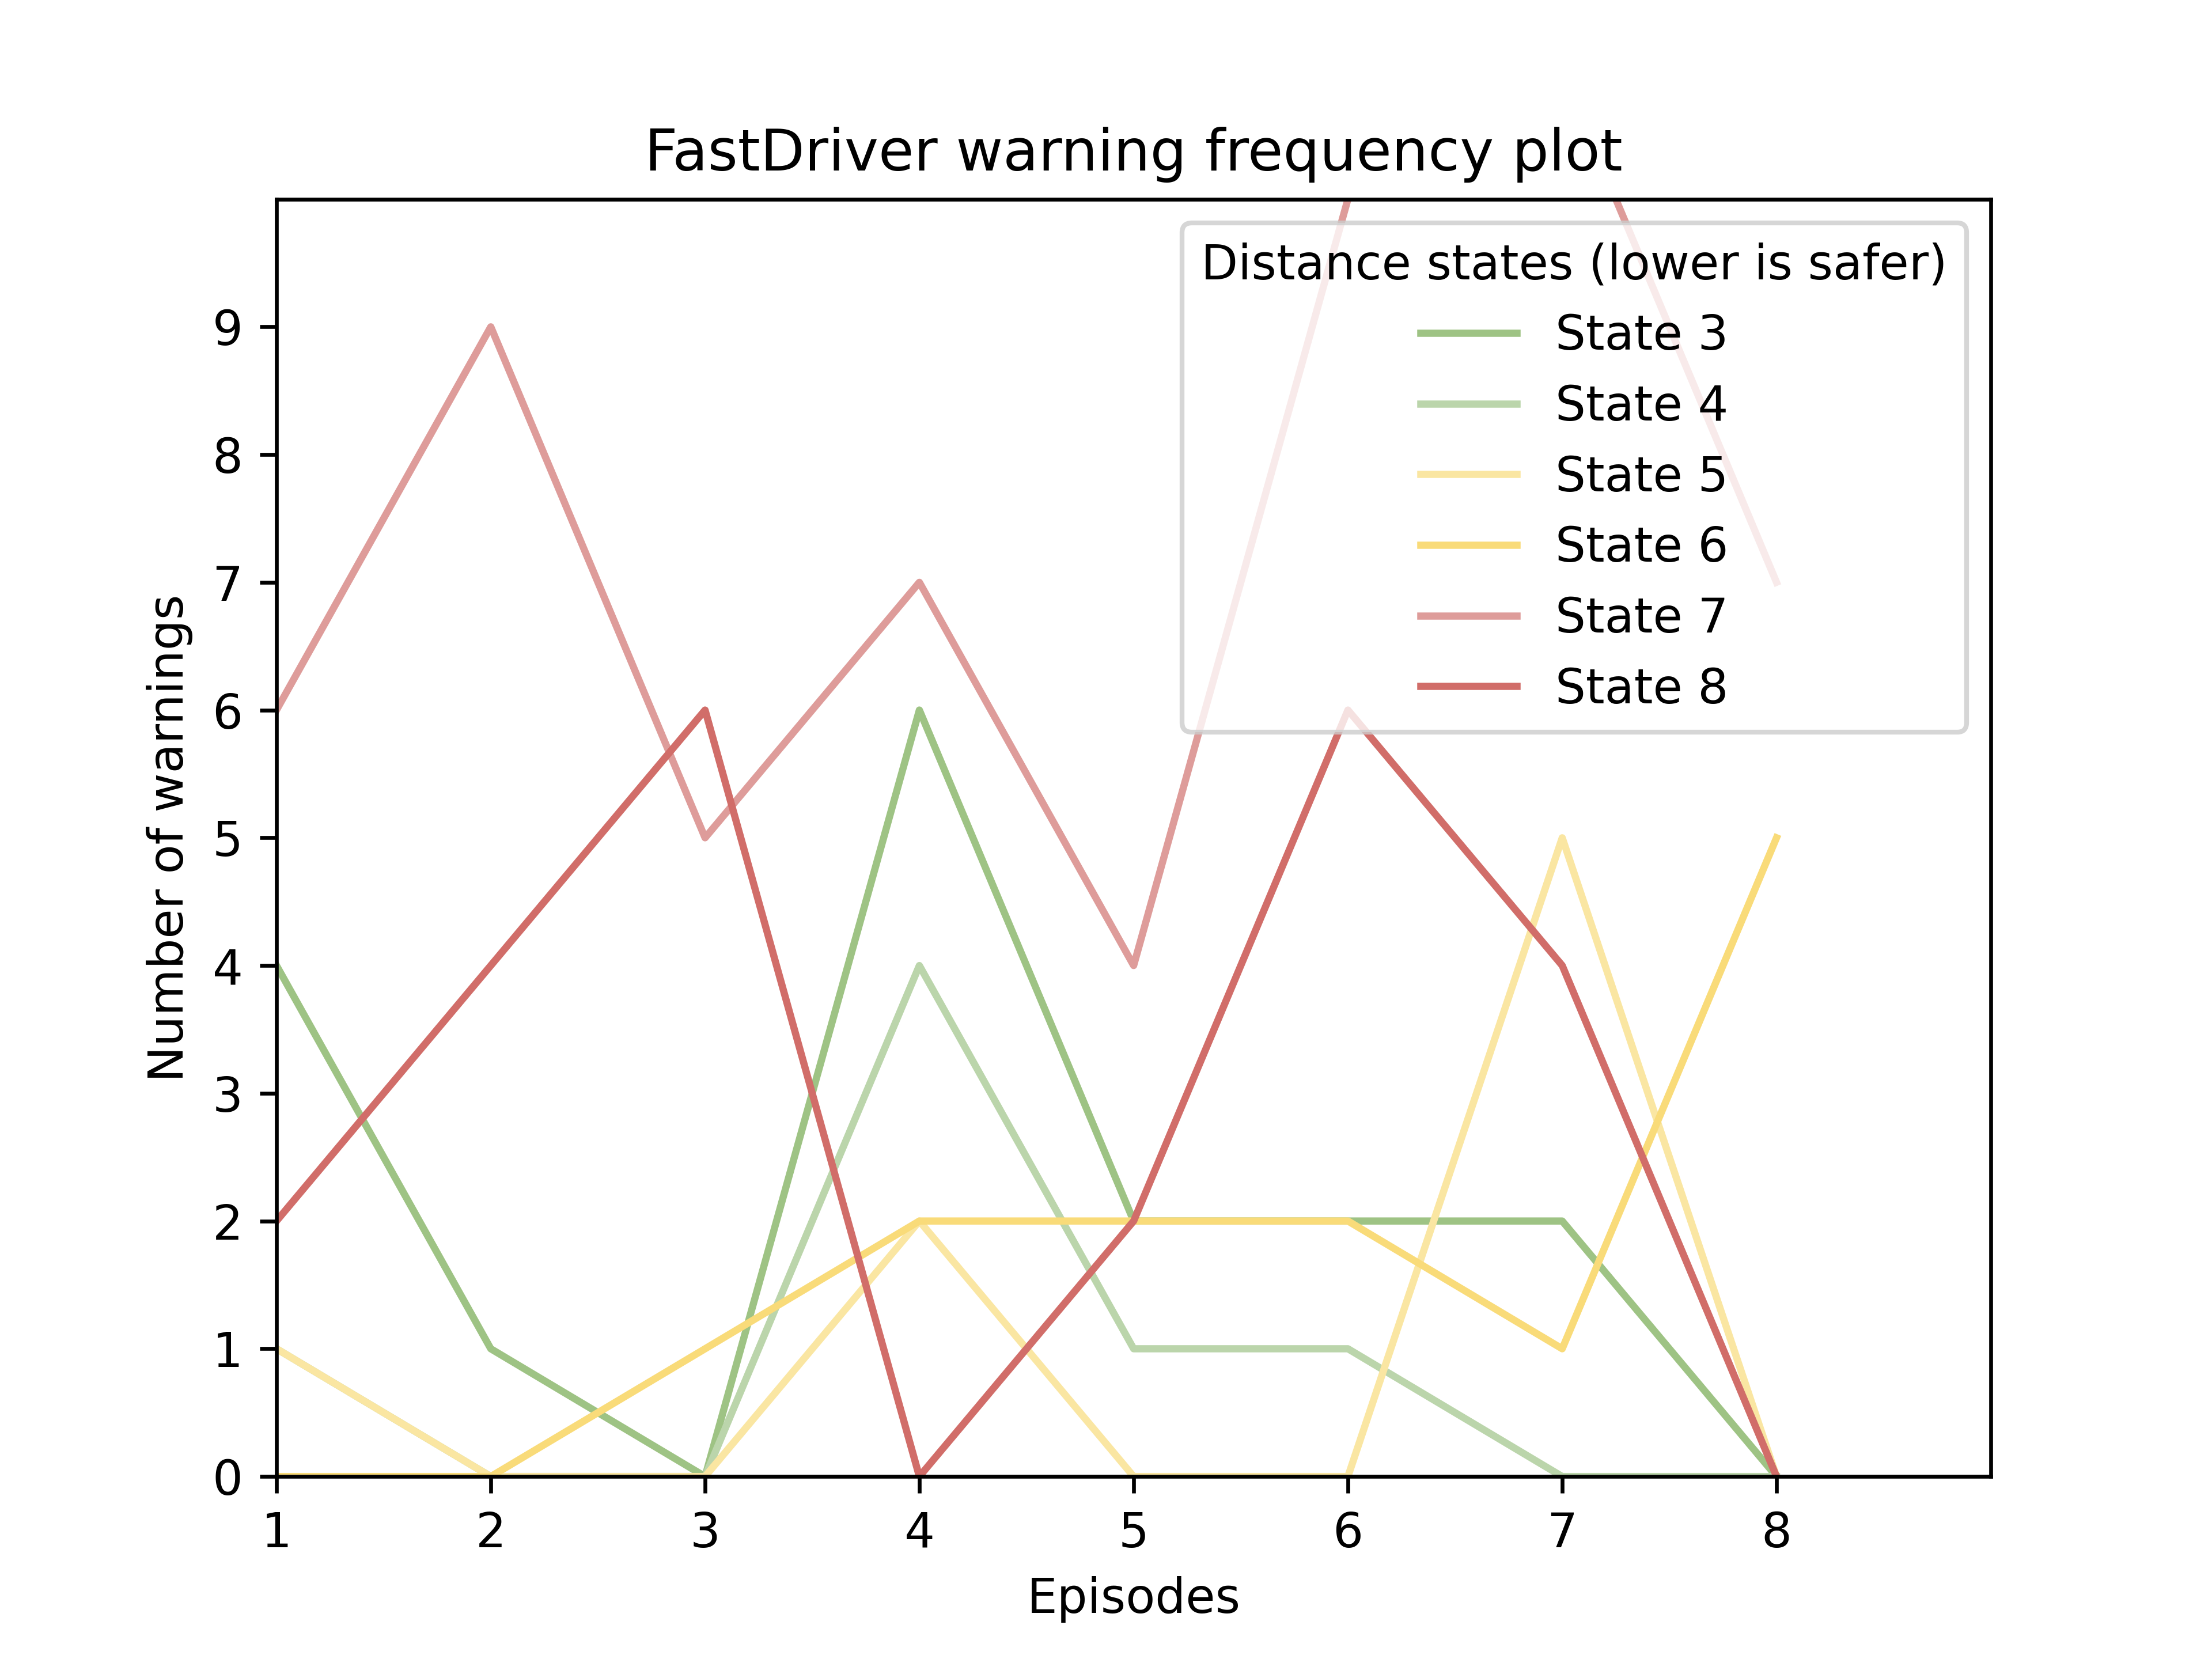 FastDriver warning frequency plot
Distance states (lower is safer)
State 3
State 4
State 5
State 6
State 7
State 8
Number of warnings
9
8
7
6
5
4
3
2
1
0
1 2 3 4 5 6 7 8
Episodes